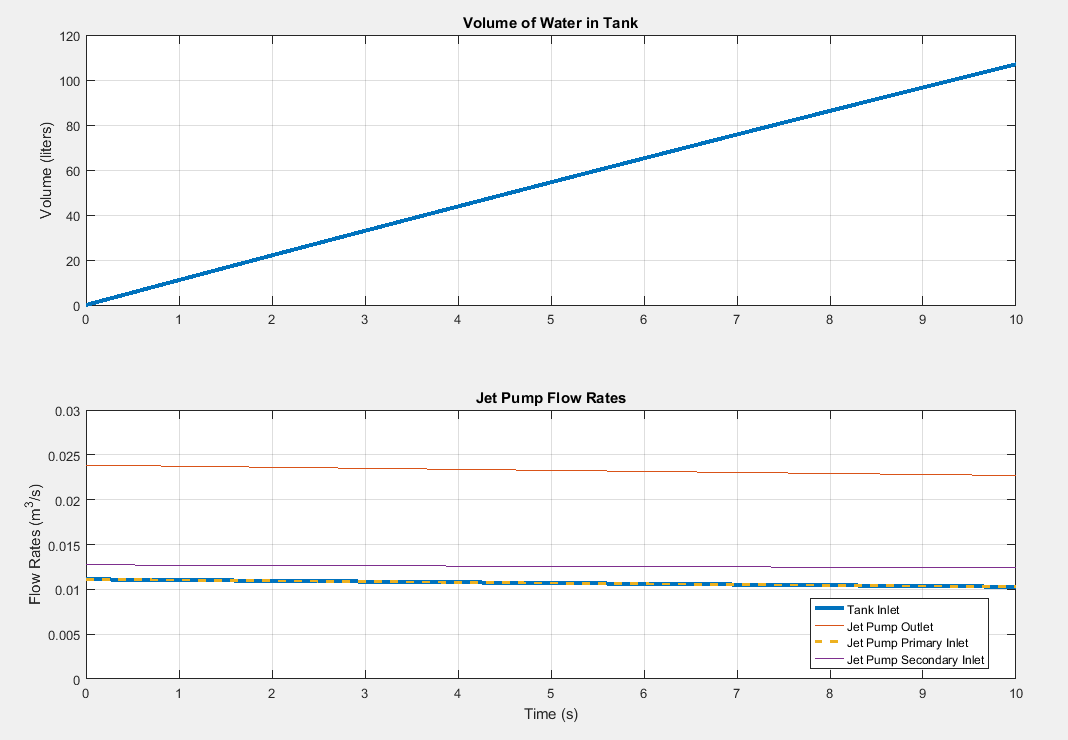 Volume of Water in Tank
120
100
80
60
40
20
0
Volume (liters)
0 1 2 3 4 5 6 7 8 9 10
Jet Pump Flow Rates
0.03
0.025
0.02
0.015
0.01
0.005
0
Flow Rates (m³/s)
Tank Inlet
Jet Pump Outlet
Jet Pump Primary Inlet
Jet Pump Secondary Inlet
0 1 2 3 4 5 6 7 8 9 10
Time (s)